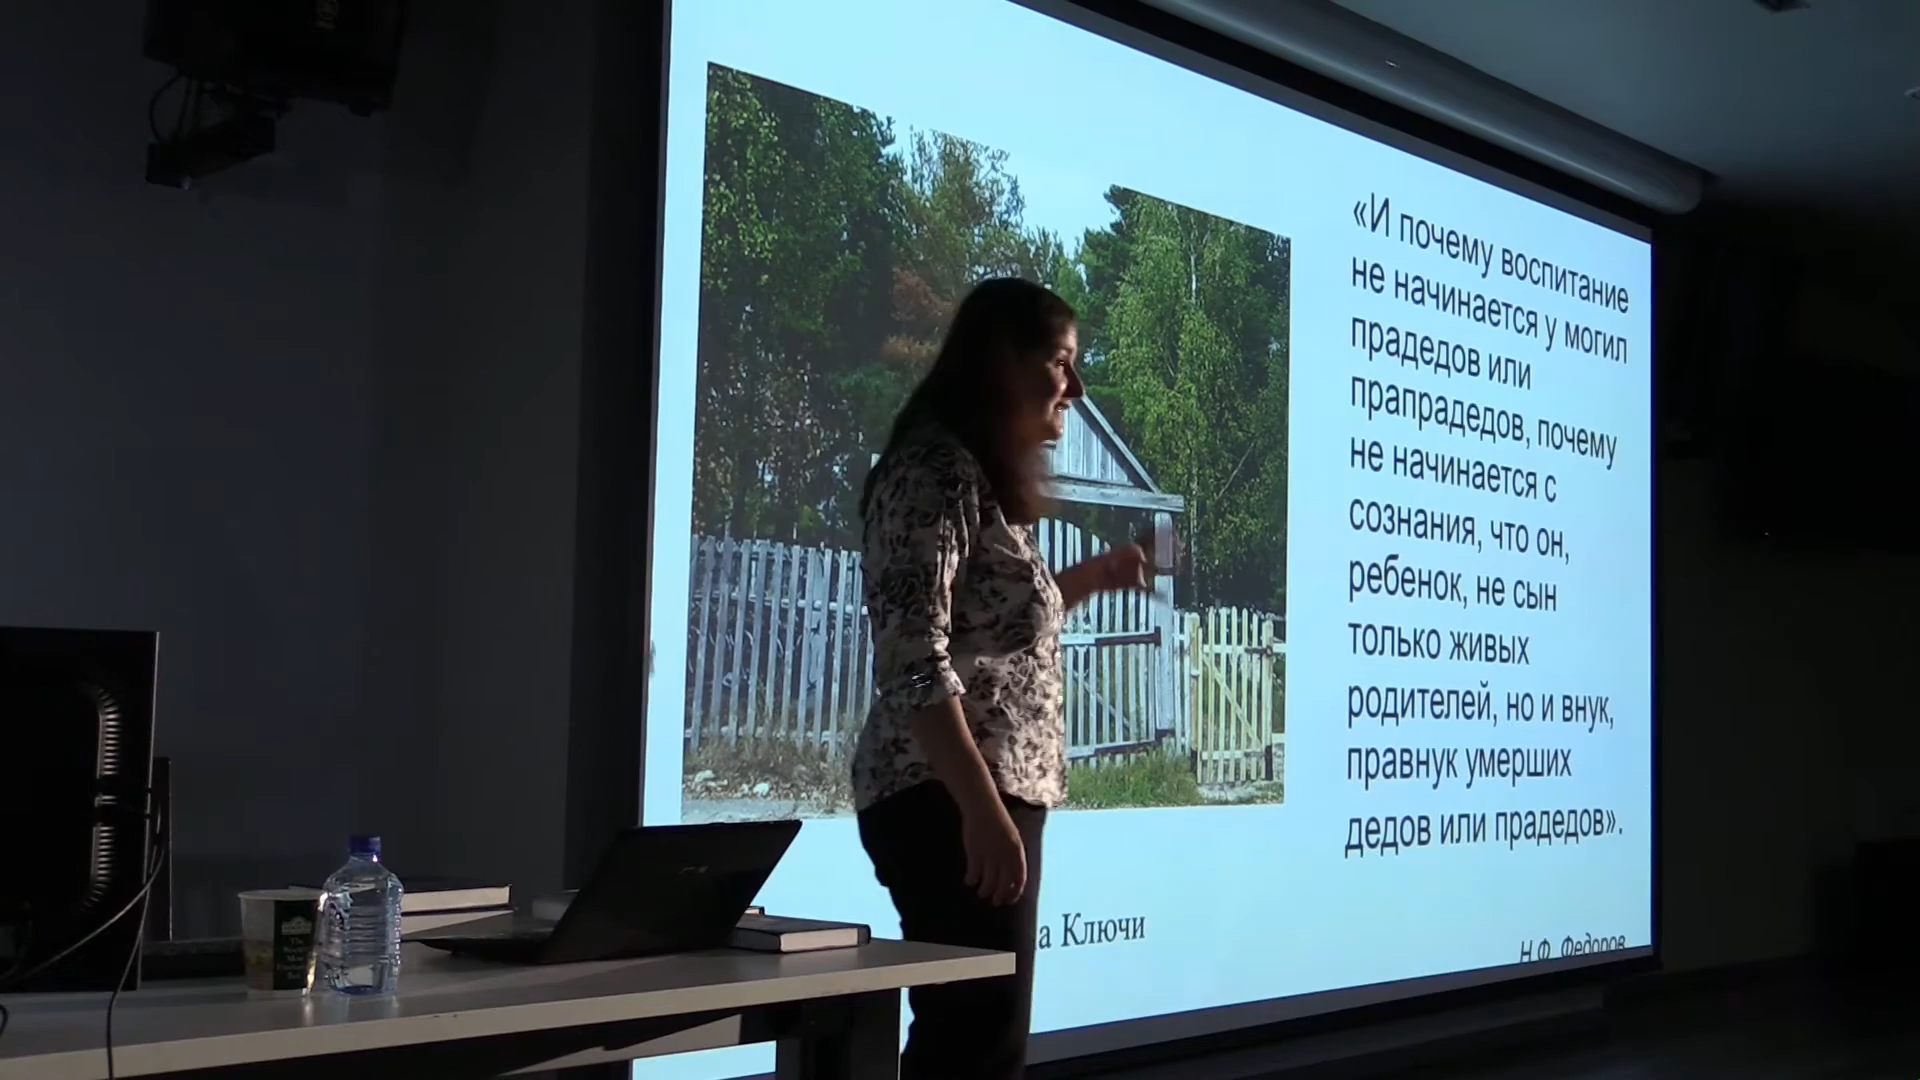 «И почему воспитание
не начинается у могил
прадедов или
прапрадедов, почему
не начинается с
сознания, что он,
ребенок, не сын
только живых
родителей, но и внук,
правнук умерших
дедов или прадедов».
Н.Ф. Федоров
Ключи